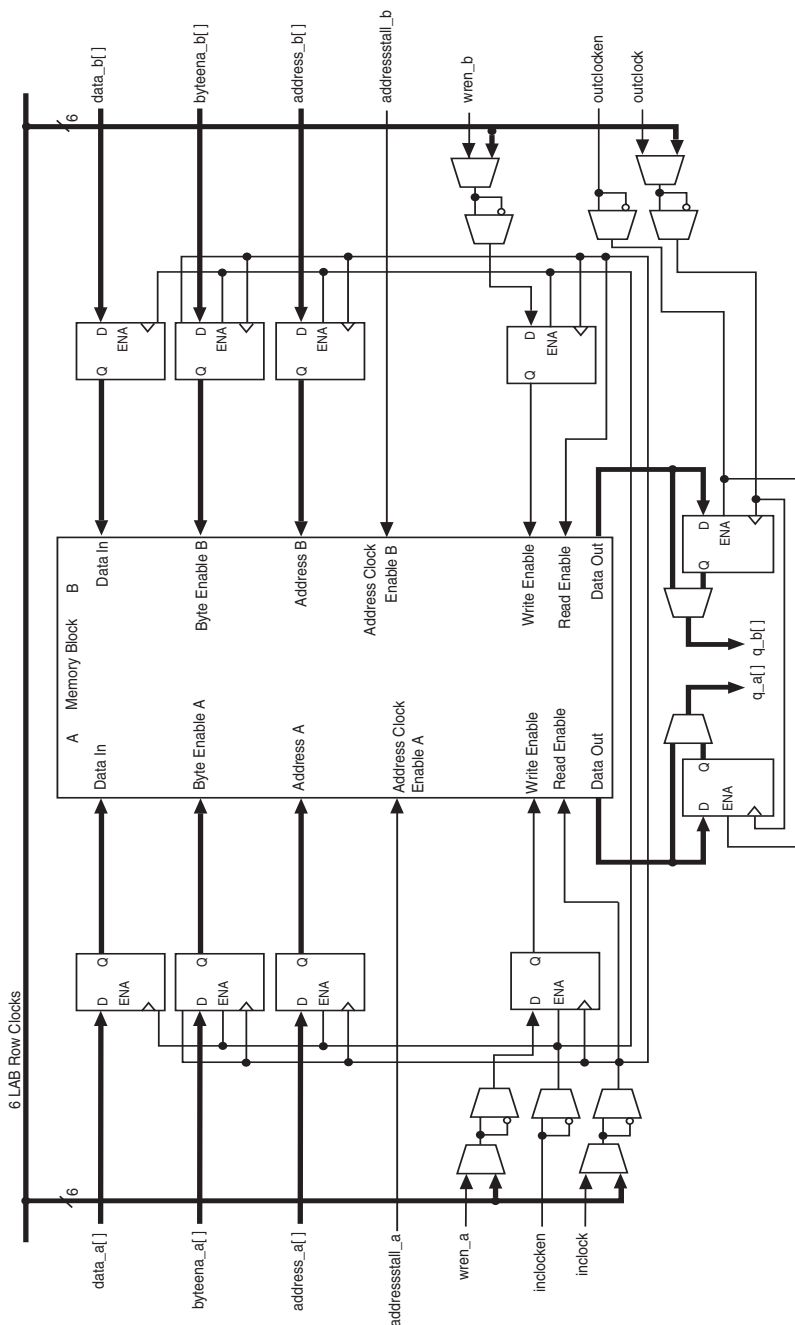 6 LAB Row Clocks
6
6
A
Memory Block
B
data_a[ ]
D
Q
ENA
Data In
Data In
Q
D
ENA
data_b[ ]
byteena_a[ ]
D
Q
ENA
Byte Enable A
Byte Enable B
Q
D
ENA
byteena_b[ ]
address_a[ ]
D
Q
ENA
Address A
Address B
Q
D
ENA
address_b[ ]
addressstall_a
Address Clock
Enable A
Address Clock
Enable B
addressstall_b
wren_a
D
Q
ENA
Write Enable
Write Enable
Q
D
ENA
wren_b
inclocken
Read Enable
Read Enable
outclocken
inclock
Data Out
Data Out
outclock
D
Q
ENA
Q
D
ENA
q_a[ ]
q_b[ ]